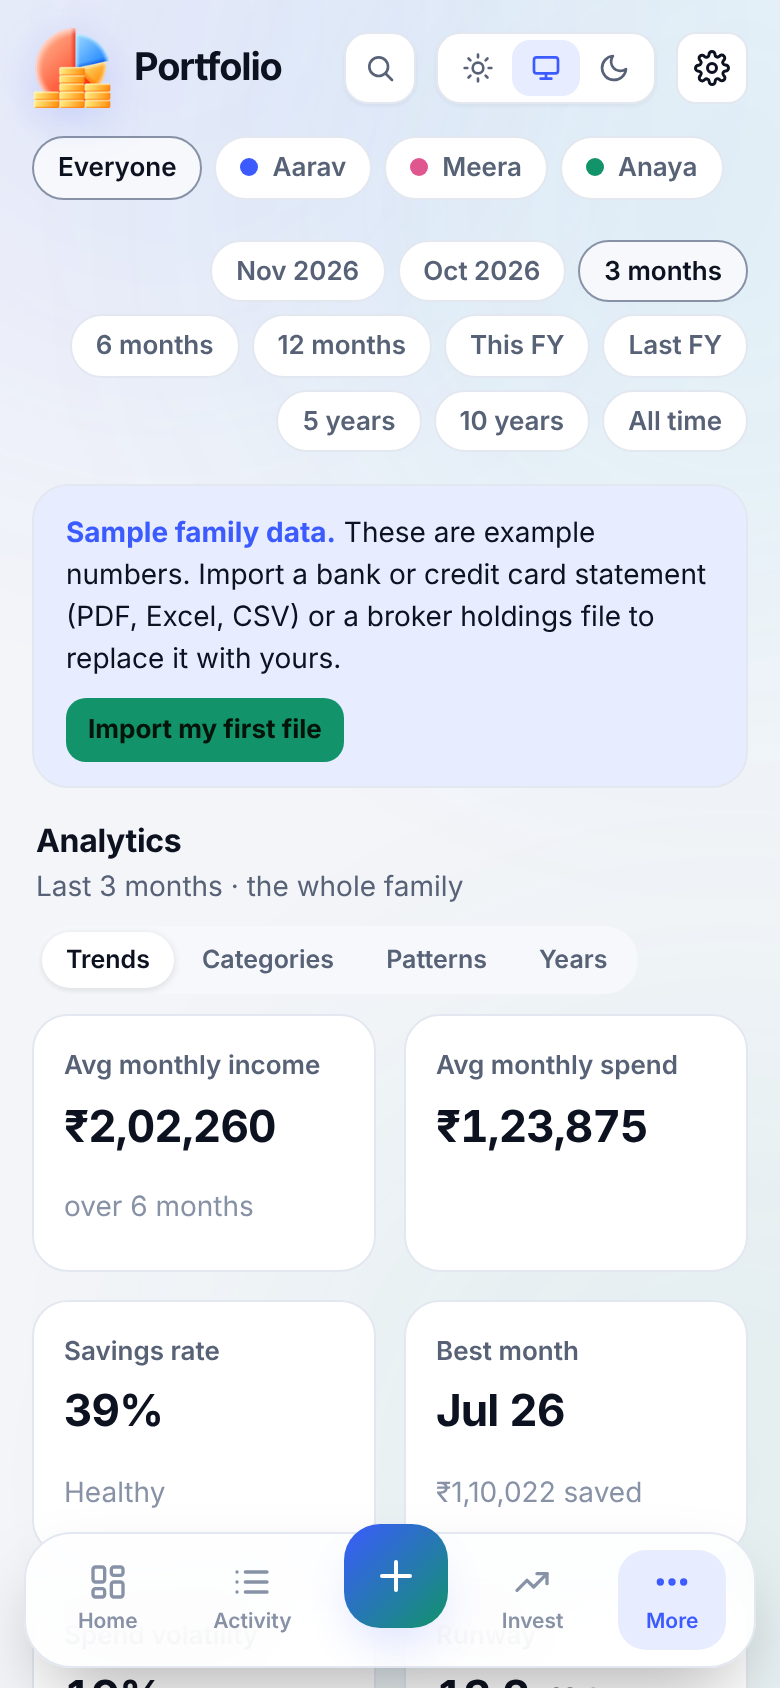 Portfolio
Everyone
Aarav
Meera
Anaya
Nov 2026
Oct 2026
3 months
6 months
12 months
This FY
Last FY
5 years
10 years
All time
Sample family data. These are example
numbers. Import a bank or credit card statement
(PDF, Excel, CSV) or a broker holdings file to
replace it with yours.
Import my first file
Analytics
Last 3 months · the whole family
Trends
Categories
Patterns
Years
Avg monthly income
₹2,02,260
over 6 months
Avg monthly spend
₹1,23,875
Savings rate
39%
Healthy
Best month
Jul 26
₹1,10,022 saved
Home
Activity
Invest
More
Spend volatility
Runway